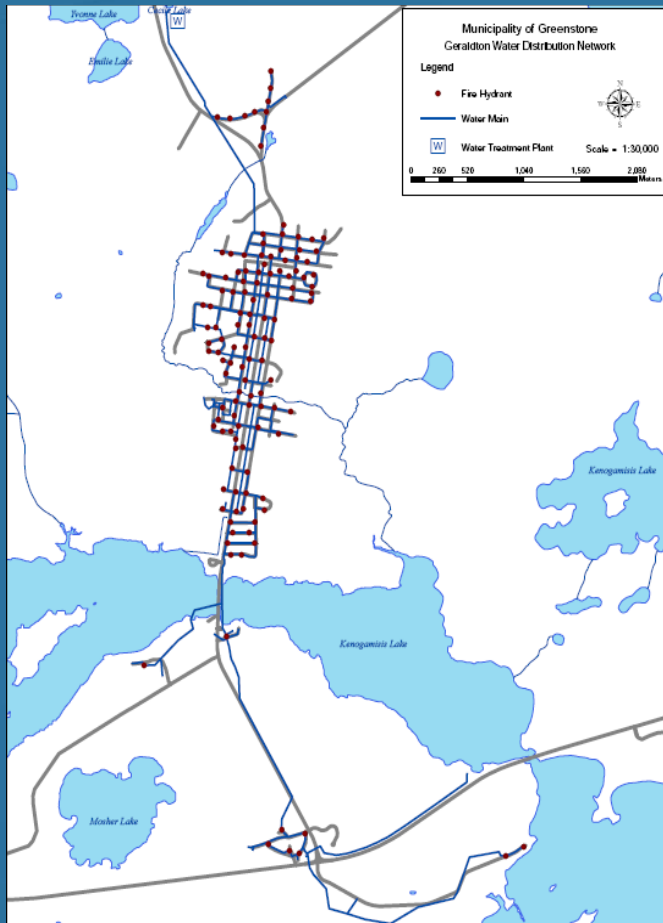 Yvonne Lake
Cecile Lake
W
Emilie Lake
Municipality of Greenstone
Geraldton Water Distribution Network
Legend
Fire Hydrant
Water Main
W Water Treatment Plant
N
W E
S
Scale = 1:30,000
0 260 520 1,040 1,560 2,080
Meters
Kenogamisis Lake
Kenogamisis Lake
Mosher Lake